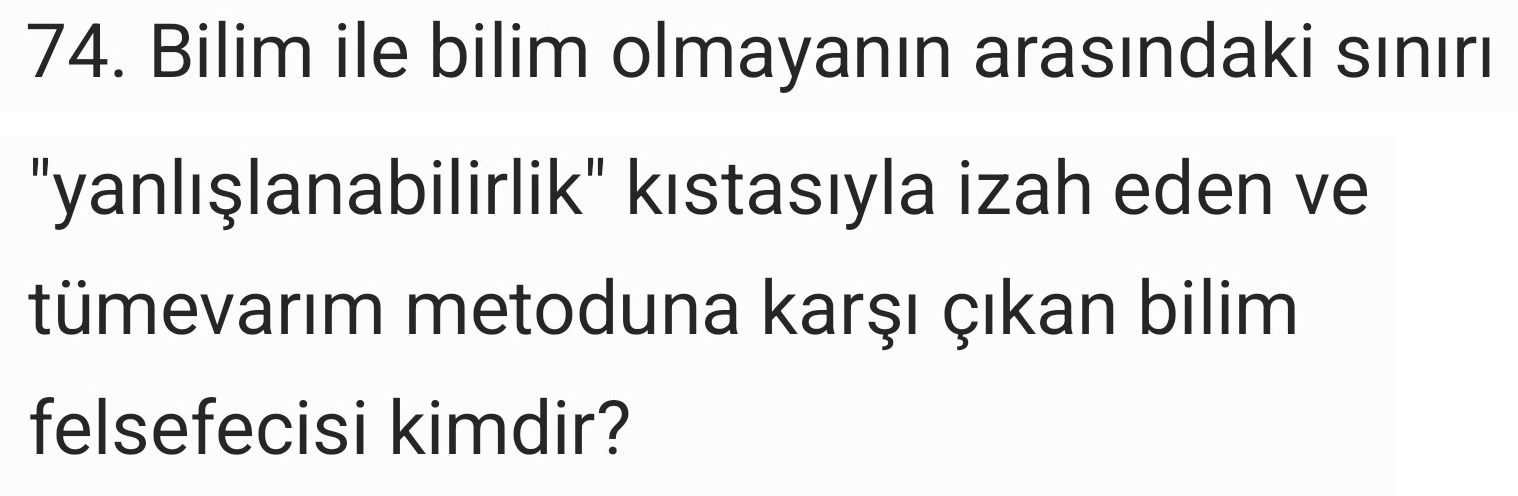 74. Bilim ile bilim olmayanın arasındaki sınırı
"yanlışlanabilirlik" kıstasıyla izah eden ve
tümevarım metoduna karşı çıkan bilim
felsefecisi kimdir?